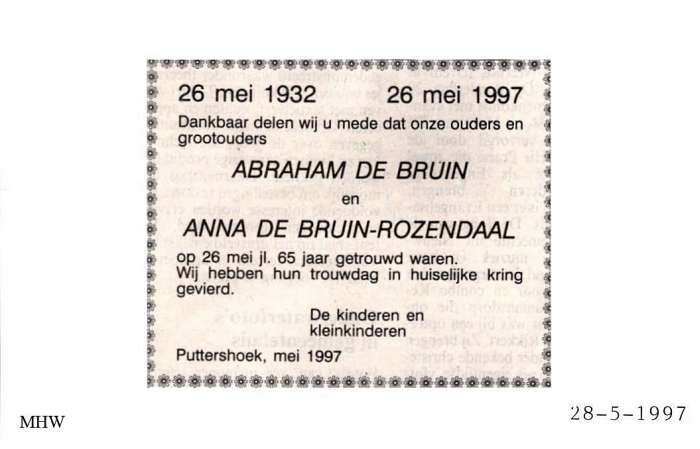 26 mei 1932 26 mei 1997
Dankbaar delen wij u mede dat onze ouders en
grootouders
ABRAHAM DE BRUIN
en
ANNA DE BRUIN-ROZENDAAL
op 26 mei jl. 65 jaar getrouwd waren.
Wij hebben hun trouwdag in huiselijke kring
gevierd.
De kinderen en
kleinkinderen
Puttershoek, mei 1997
MHW 28-5-1997